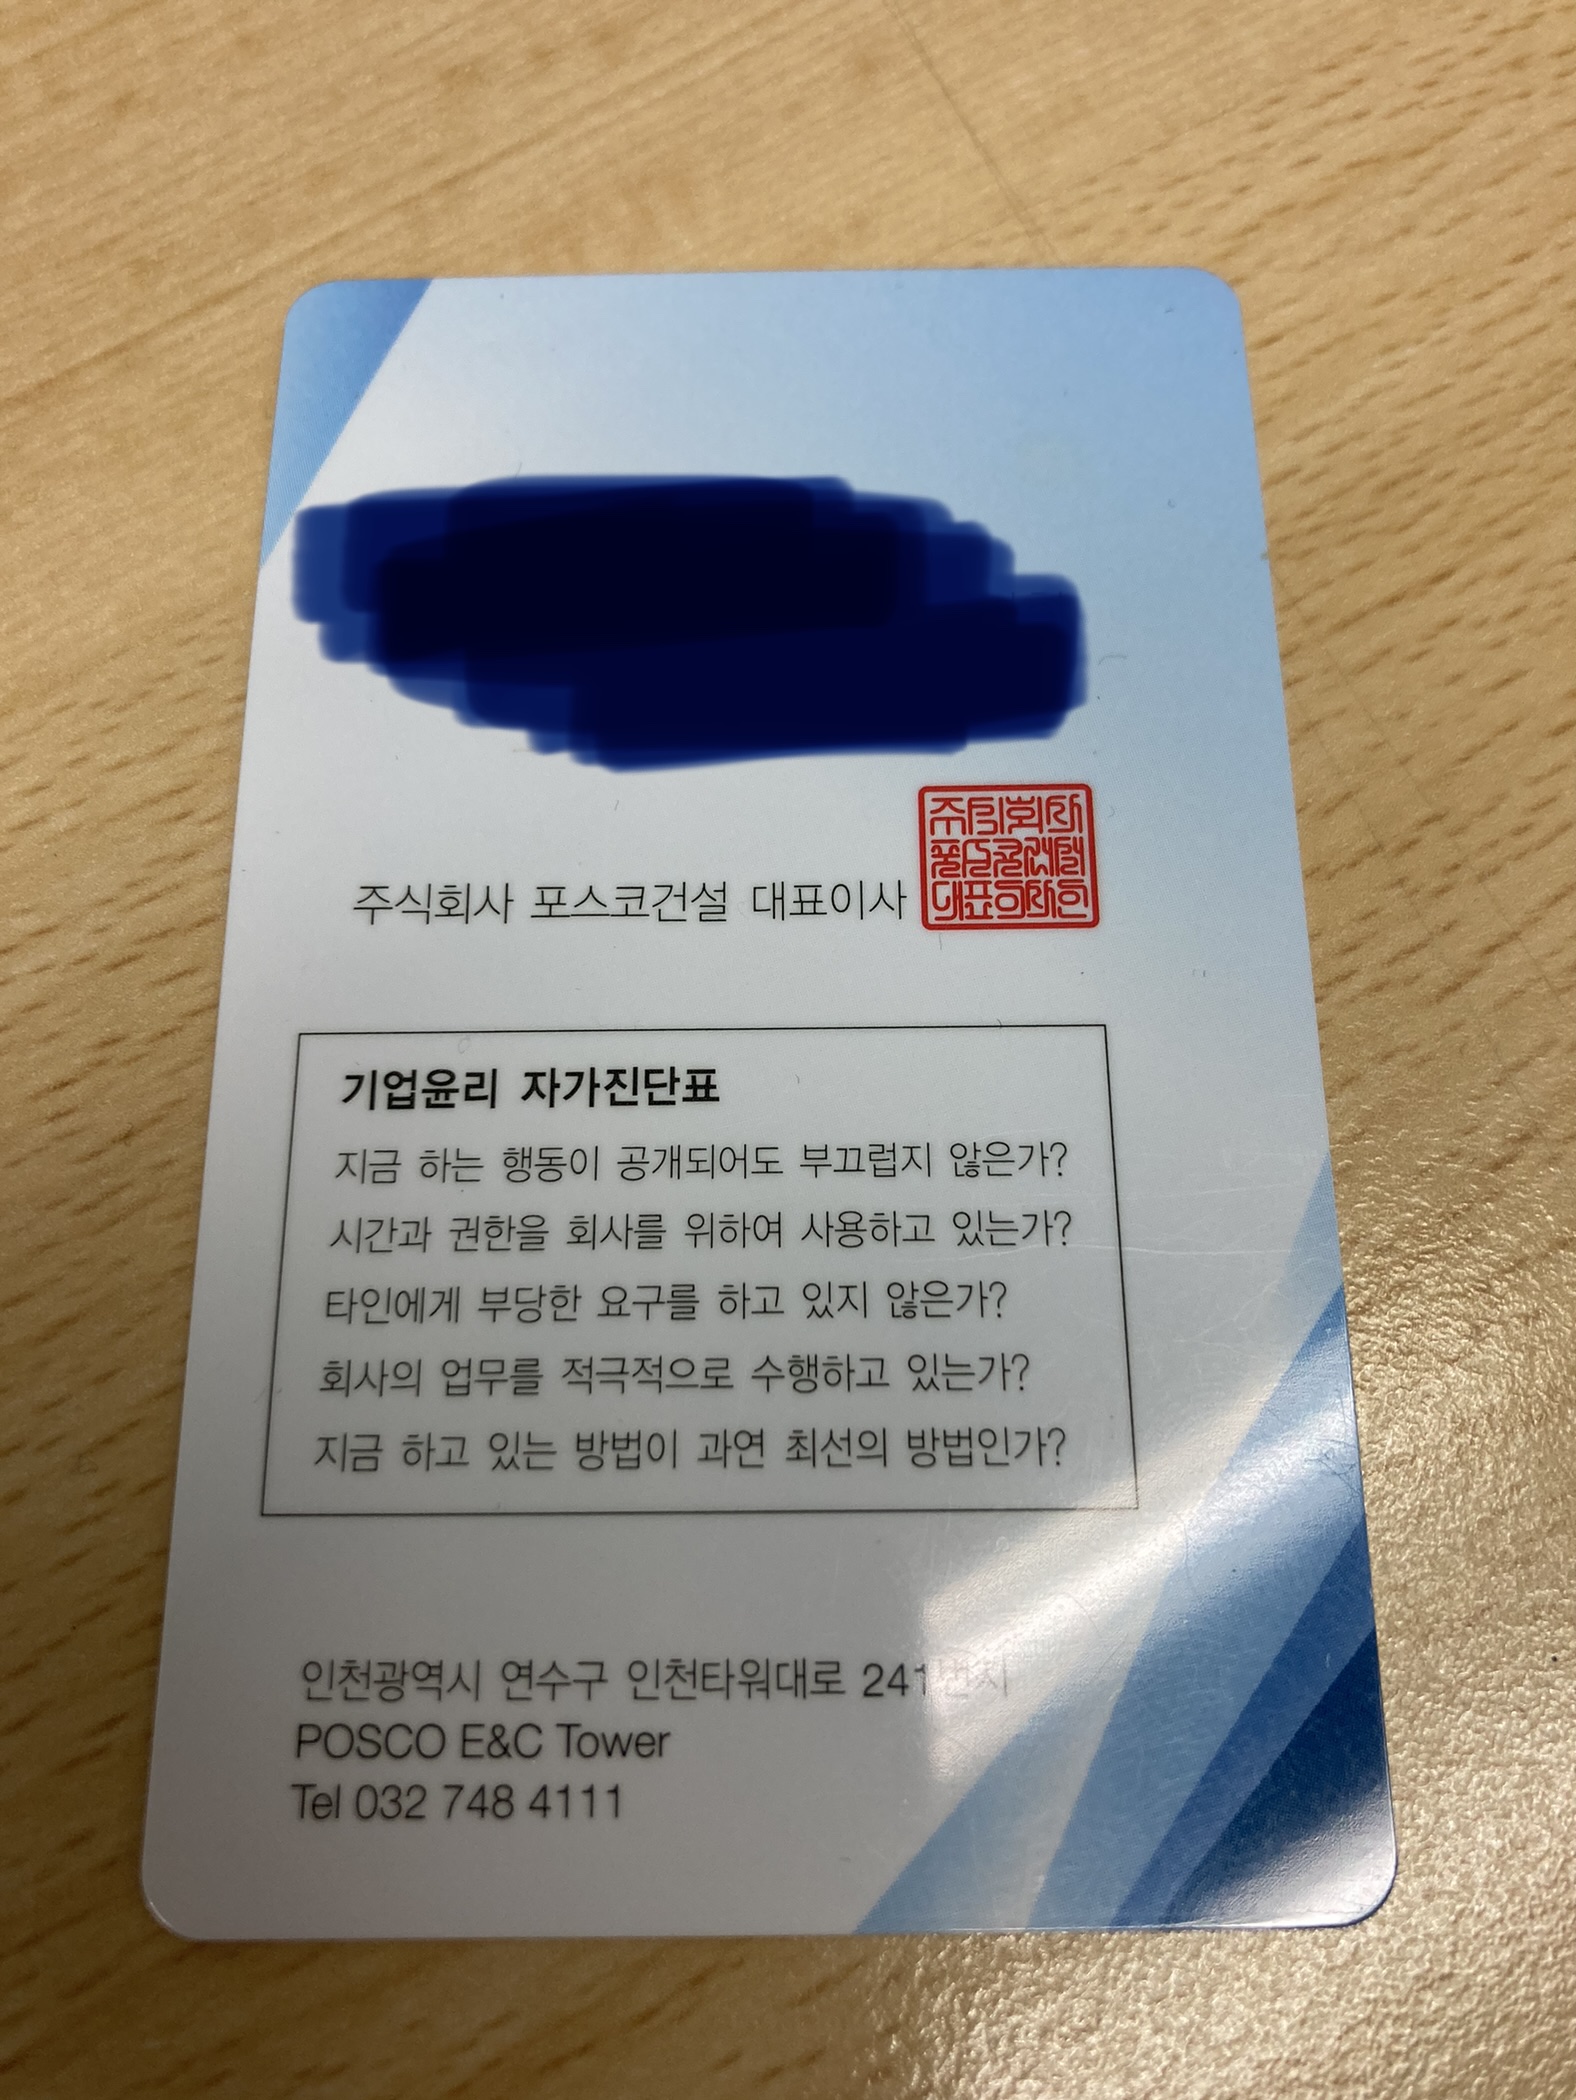 주식회사 포스코건설 대표이사
기업윤리 자가진단표
지금 하는 행동이 공개되어도 부끄럽지 않은가?
시간과 권한을 회사를 위하여 사용하고 있는가?
타인에게 부당한 요구를 하고 있지 않은가?
회사의 업무를 적극적으로 수행하고 있는가?
지금 하고 있는 방법이 과연 최선의 방법인가?
인천광역시 연수구 인천타워대로 241번지
POSCO E&C Tower
Tel 032 748 4111